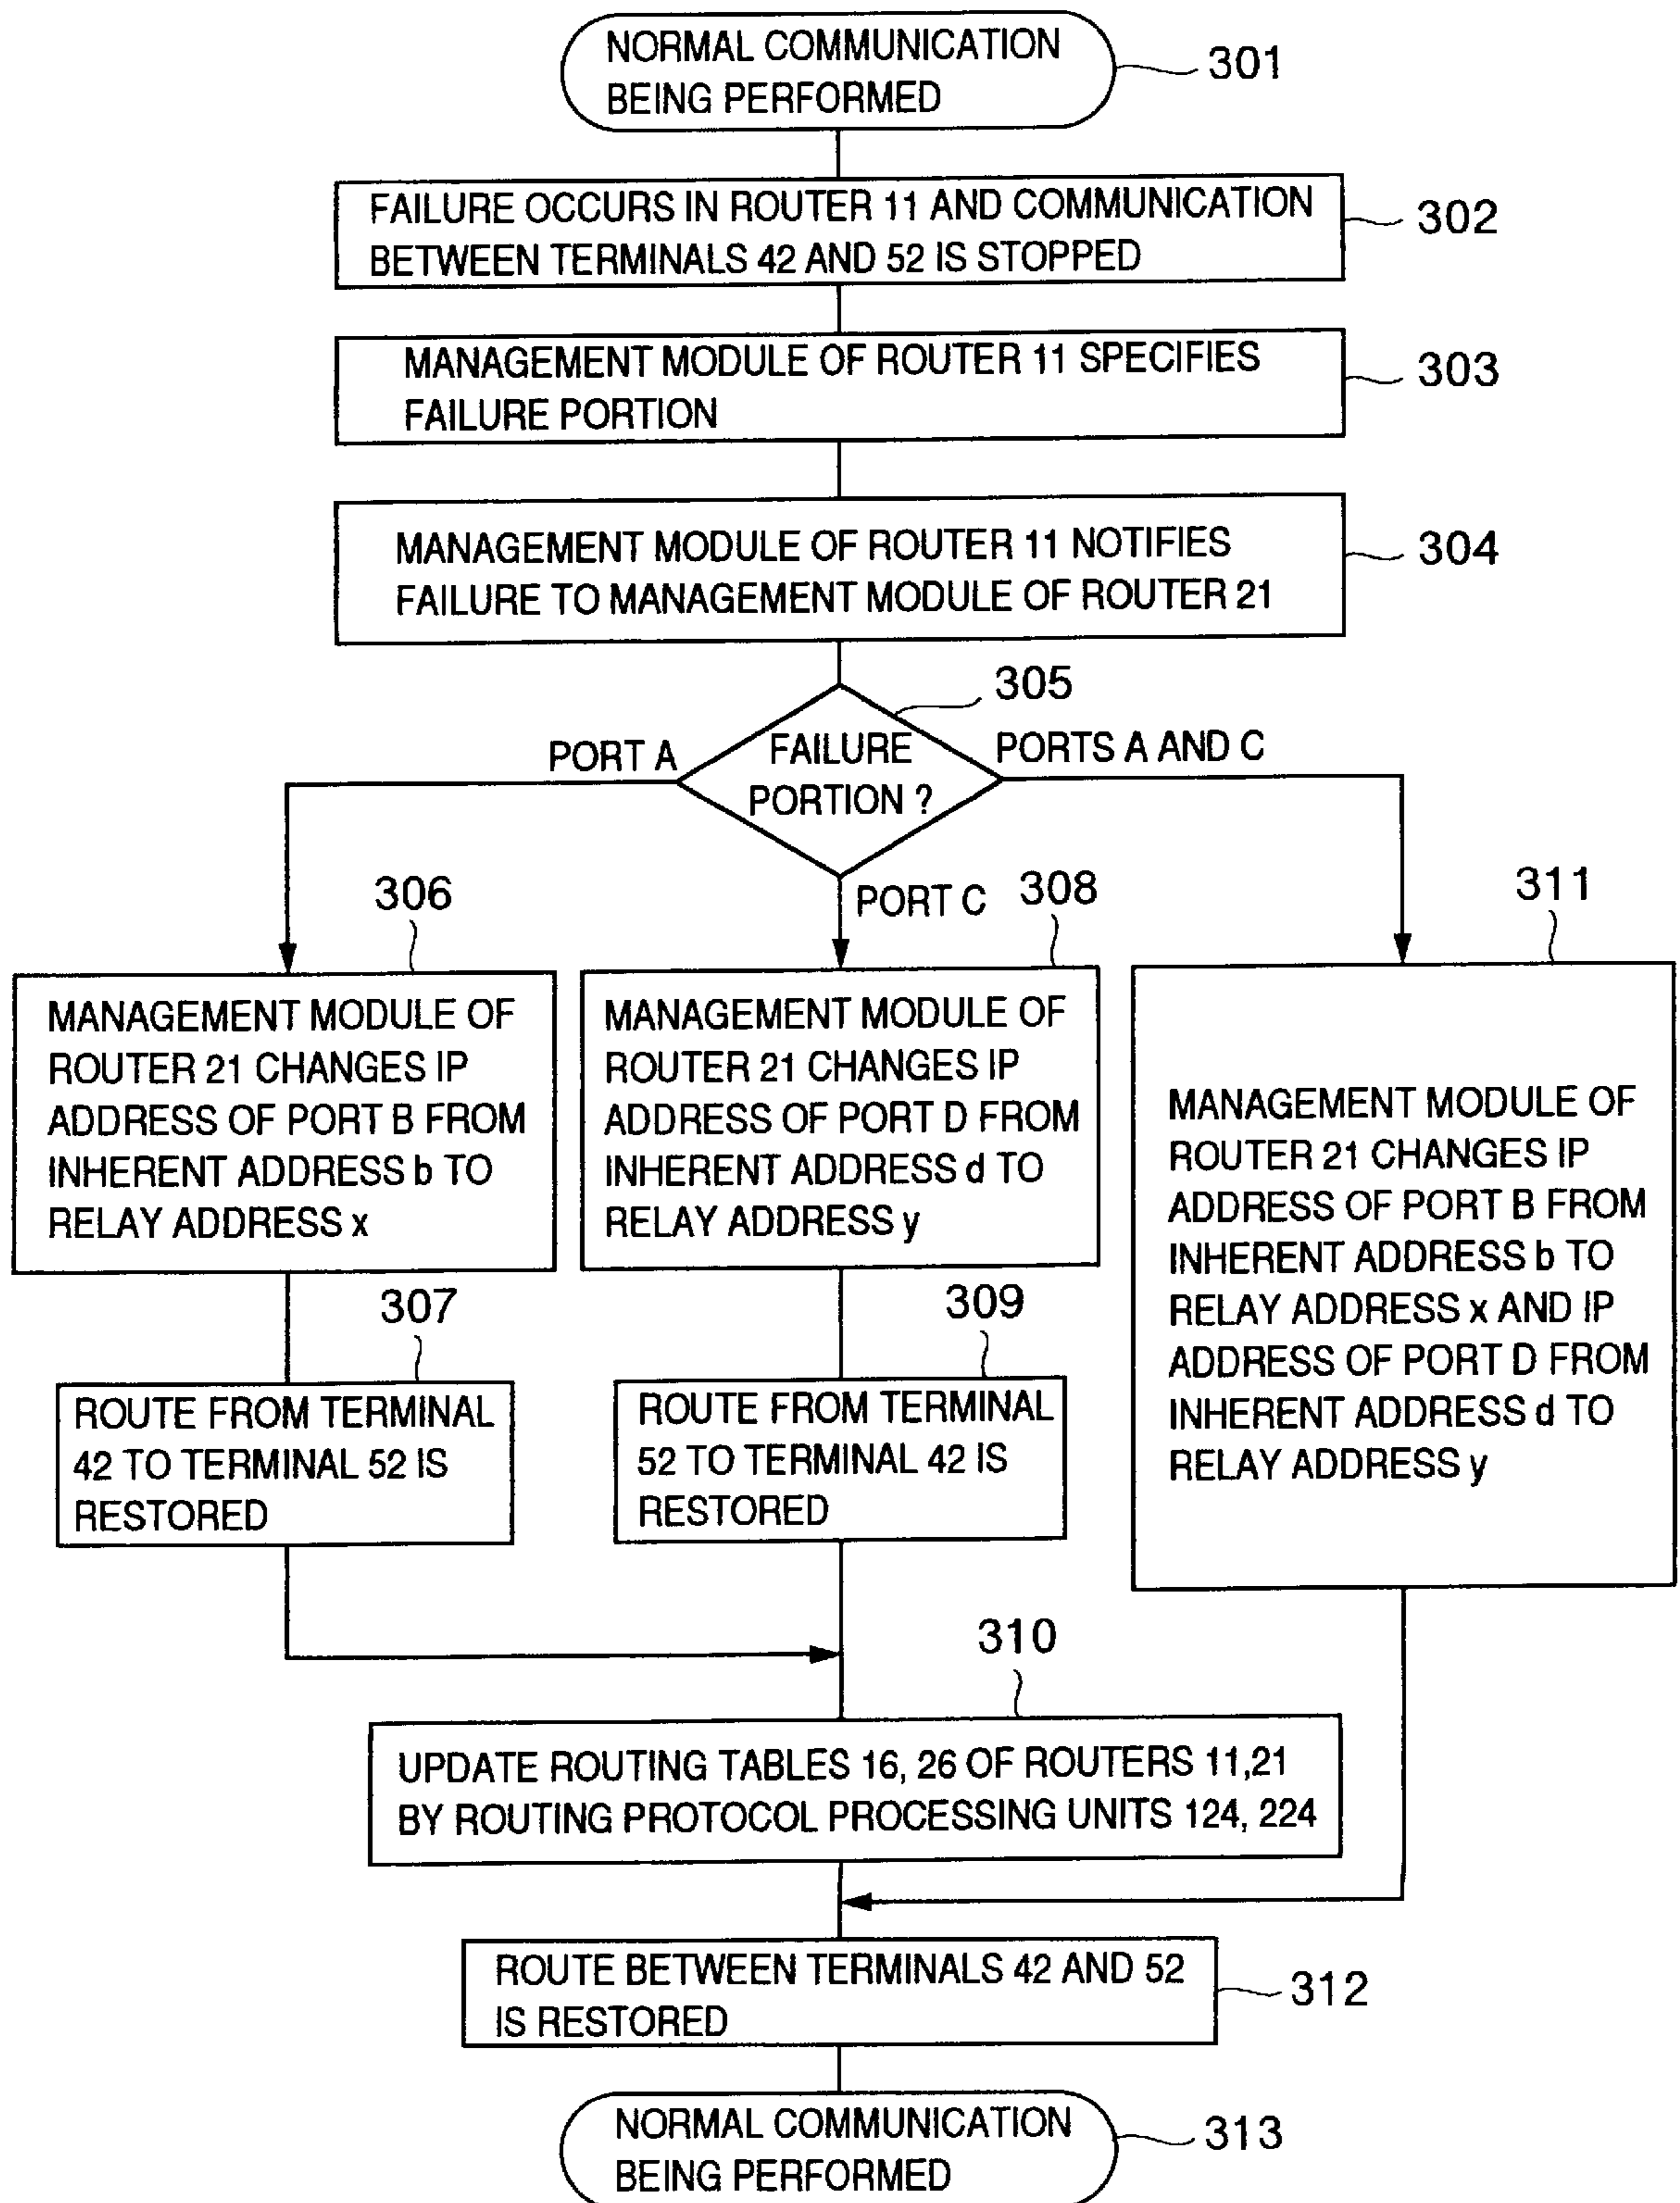 NORMAL COMMUNICATION
BEING PERFORMED
301
FAILURE OCCURS IN ROUTER 11 AND COMMUNICATION
BETWEEN TERMINALS 42 AND 52 IS STOPPED
302
MANAGEMENT MODULE OF ROUTER 11 SPECIFIES
FAILURE PORTION
303
MANAGEMENT MODULE OF ROUTER 11 NOTIFIES
FAILURE TO MANAGEMENT MODULE OF ROUTER 21
304
305
PORT A
FAILURE
PORTION ?
PORTS A AND C
PORT C
306
MANAGEMENT MODULE OF
ROUTER 21 CHANGES IP
ADDRESS OF PORT B FROM
INHERENT ADDRESS b TO
RELAY ADDRESS x
307
ROUTE FROM TERMINAL
42 TO TERMINAL 52 IS
RESTORED
308
MANAGEMENT MODULE OF
ROUTER 21 CHANGES IP
ADDRESS OF PORT D FROM
INHERENT ADDRESS d TO
RELAY ADDRESS y
309
ROUTE FROM TERMINAL
52 TO TERMINAL 42 IS
RESTORED
311
MANAGEMENT MODULE OF
ROUTER 21 CHANGES IP
ADDRESS OF PORT B FROM
INHERENT ADDRESS b TO
RELAY ADDRESS x AND IP
ADDRESS OF PORT D FROM
INHERENT ADDRESS d TO
RELAY ADDRESS y
310
UPDATE ROUTING TABLES 16, 26 OF ROUTERS 11,21
BY ROUTING PROTOCOL PROCESSING UNITS 124, 224
ROUTE BETWEEN TERMINALS 42 AND 52
IS RESTORED
312
NORMAL COMMUNICATION
BEING PERFORMED
313